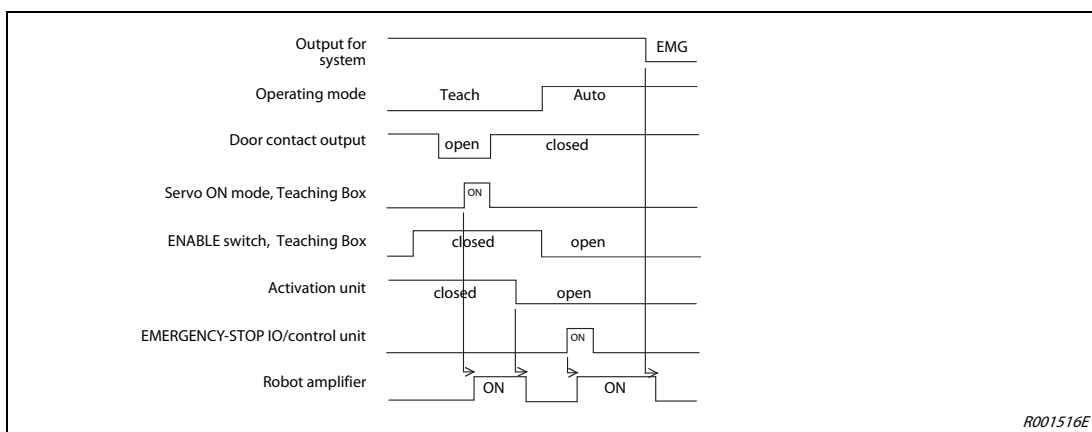 Output for
system
EMG
Operating mode
Teach
Auto
Door contact output
open
closed
Servo ON mode, Teaching Box
ON
ENABLE switch, Teaching Box
closed
open
Activation unit
closed
open
EMERGENCY-STOP IO/control unit
ON
Robot amplifier
ON
ON
R001516E